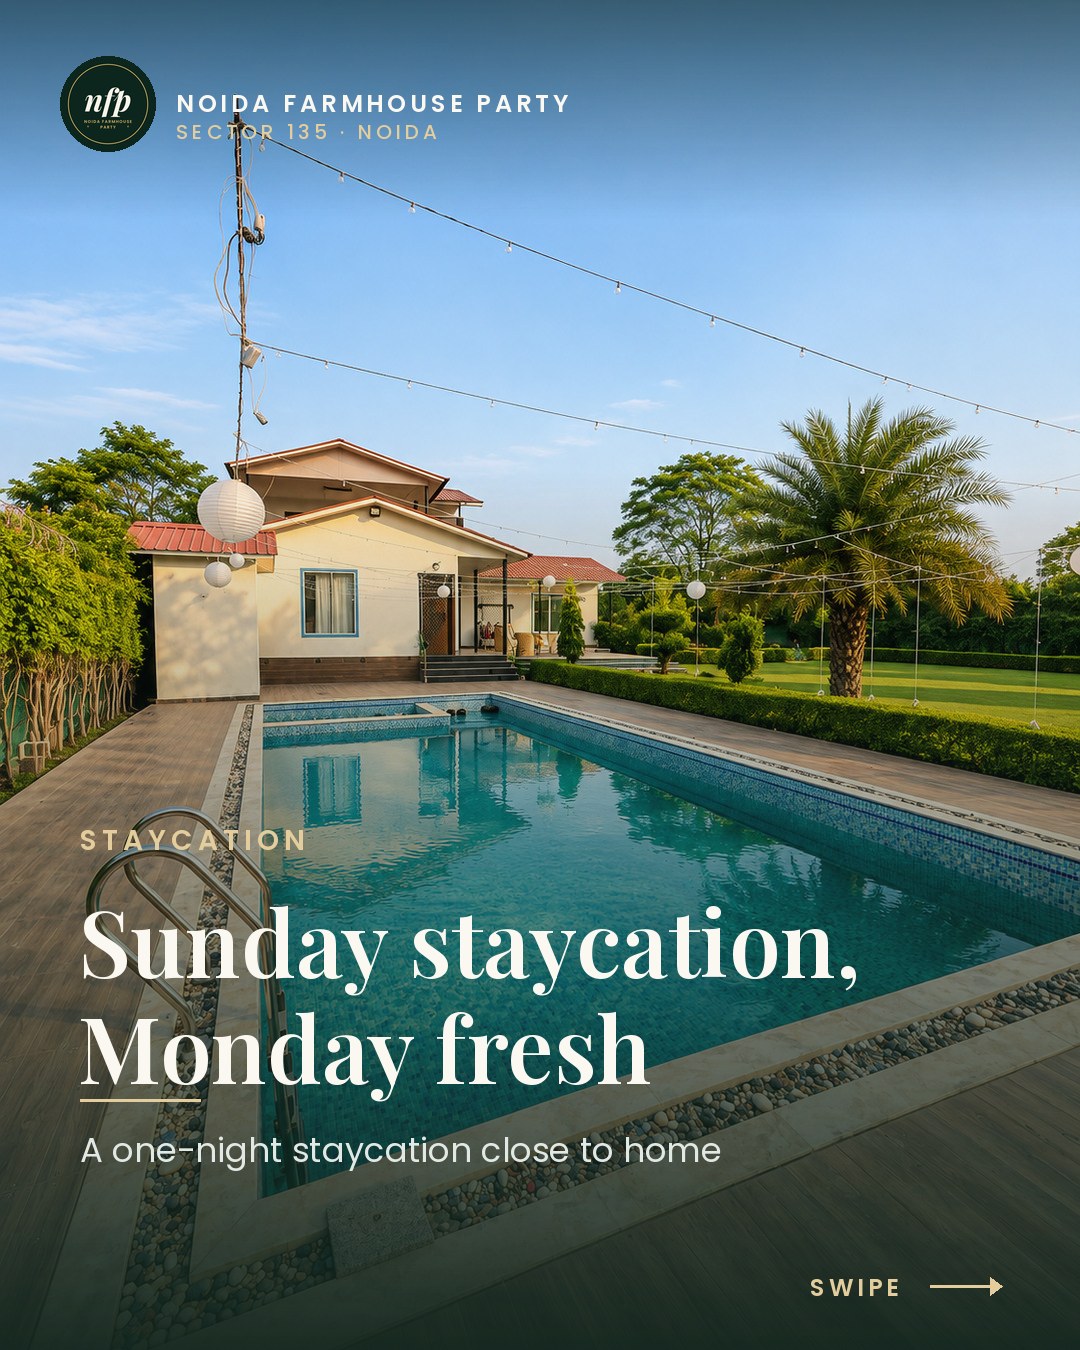 nfp
NOIDA FARMHOUSE
PARTY
NOIDA FARMHOUSE PARTY
SECTOR 135 · NOIDA
STAYCATION
Sunday staycation,
Monday fresh
A one-night staycation close to home
SWIPE